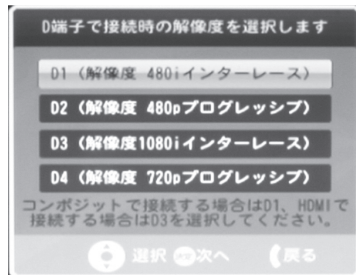 D端子で接続時の解像度を選択します
D1 (解像度 480iインターレース)
D2 (解像度 480pプログレッシブ)
D3 (解像度1080iインターレース)
D4 (解像度 720pプログレッシブ)
コンポジットで接続する場合はD1、HDMIで
接続する場合はD3を選択してください。
選択 次へ 戻る